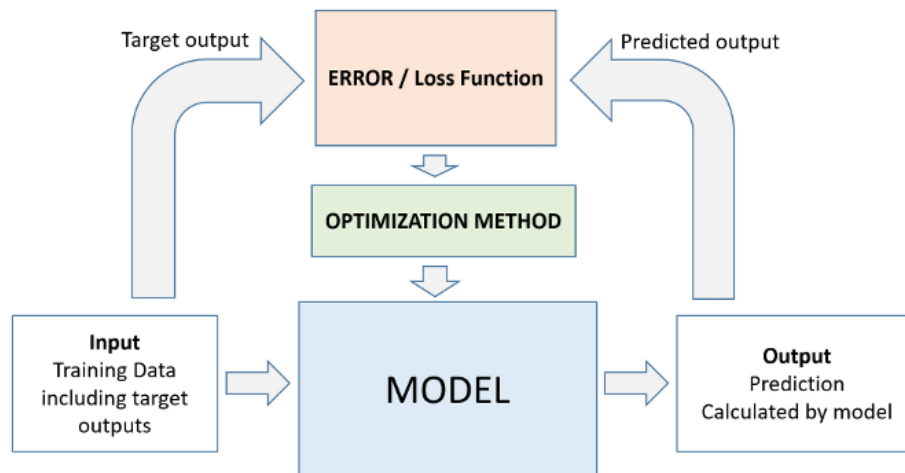 Target output
Predicted output
ERROR / Loss Function
OPTIMIZATION METHOD
Input
Training Data
including target
outputs
MODEL
Output
Prediction
Calculated by model